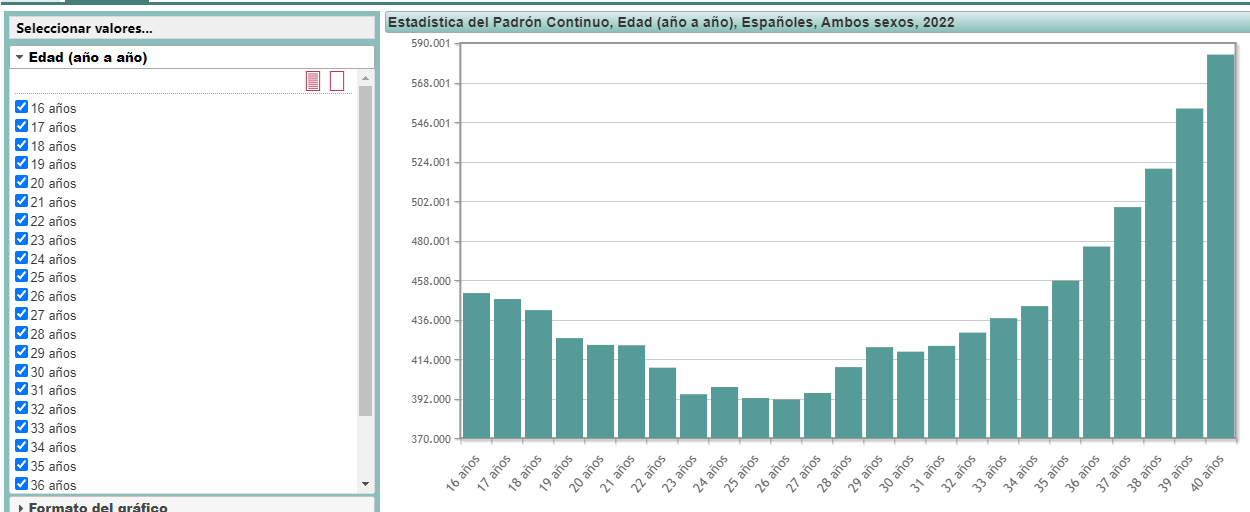 Seleccionar valores...
Edad (año a año)
16 años
17 años
18 años
19 años
20 años
21 años
22 años
23 años
24 años
25 años
26 años
27 años
28 años
29 años
30 años
31 años
32 años
33 años
34 años
35 años
36 años
Formato del gráfico
Estadística del Padrón Continuo, Edad (año a año), Españoles, Ambos sexos, 2022
590.001
568.001
546.001
524.001
502.001
480.001
458.000
436.000
414.000
392.000
370.000
16 años
17 años
18 años
19 años
20 años
21 años
22 años
23 años
24 años
25 años
26 años
27 años
28 años
29 años
30 años
31 años
32 años
33 años
34 años
35 años
36 años
37 años
38 años
39 años
40 años